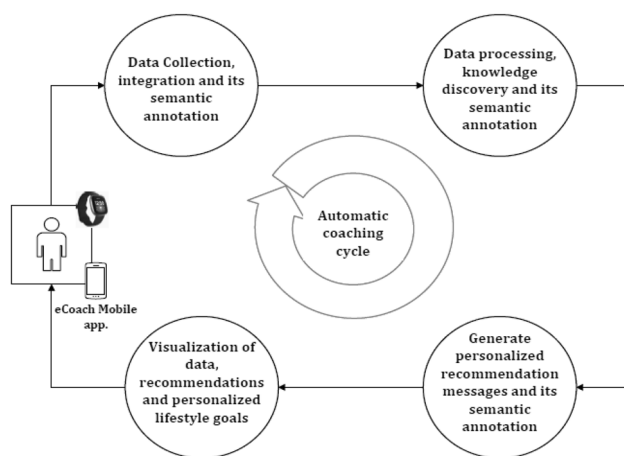 Data Collection,
integration and its
semantic
annotation
Data processing,
knowledge
discovery and its
semantic
annotation
Automatic
coaching
cycle
eCoach Mobile
app.
Visualization of
data,
recommendations
and personalized
lifestyle goals
Generate
personalized
recommendation
messages and its
semantic
annotation